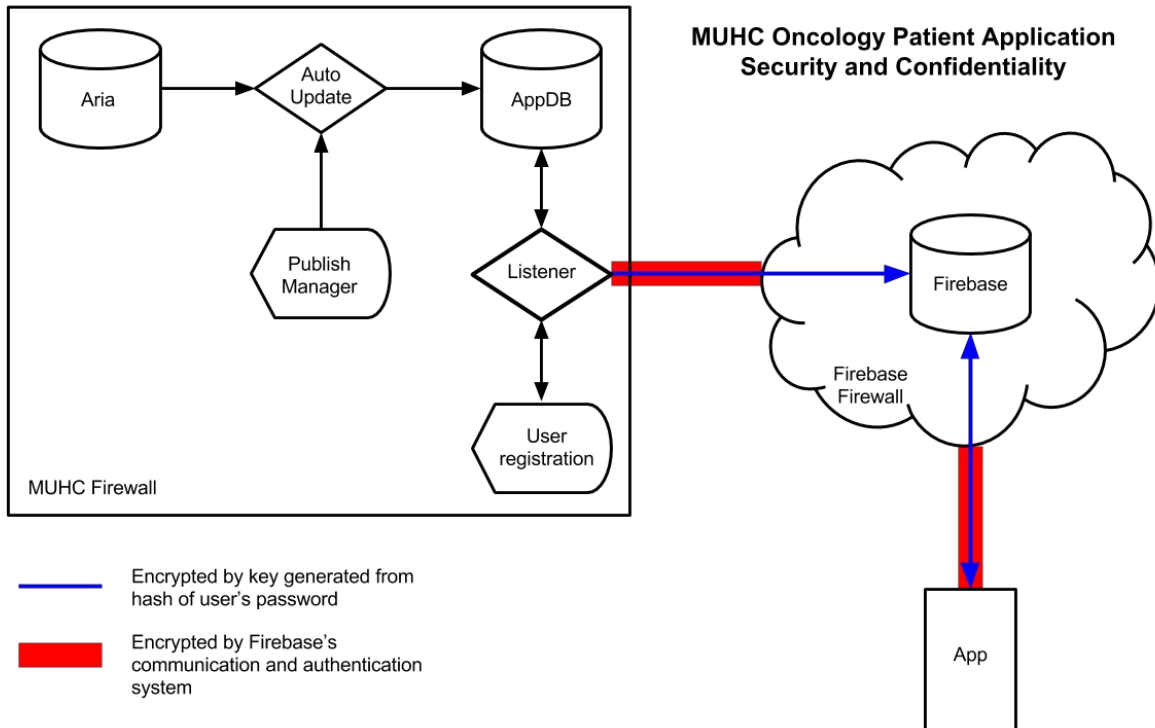 MUHC Oncology Patient Application
Security and Confidentiality
Aria
Auto
Update
AppDB
Publish
Manager
Listener
Firebase
Firebase
Firewall
User
registration
MUHC Firewall
Encrypted by key generated from
hash of user’s password
Encrypted by Firebase’s
communication and authentication
system
App